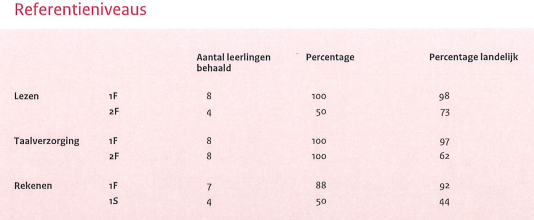 Referentieniveaus
Aantal leerlingen behaald Percentage Percentage landelijk
Lezen 1F 8 100 98
2F 4 50 73
Taalverzorging 1F 8 100 97
2F 8 100 62
Rekenen 1F 7 88 92
1S 4 50 44